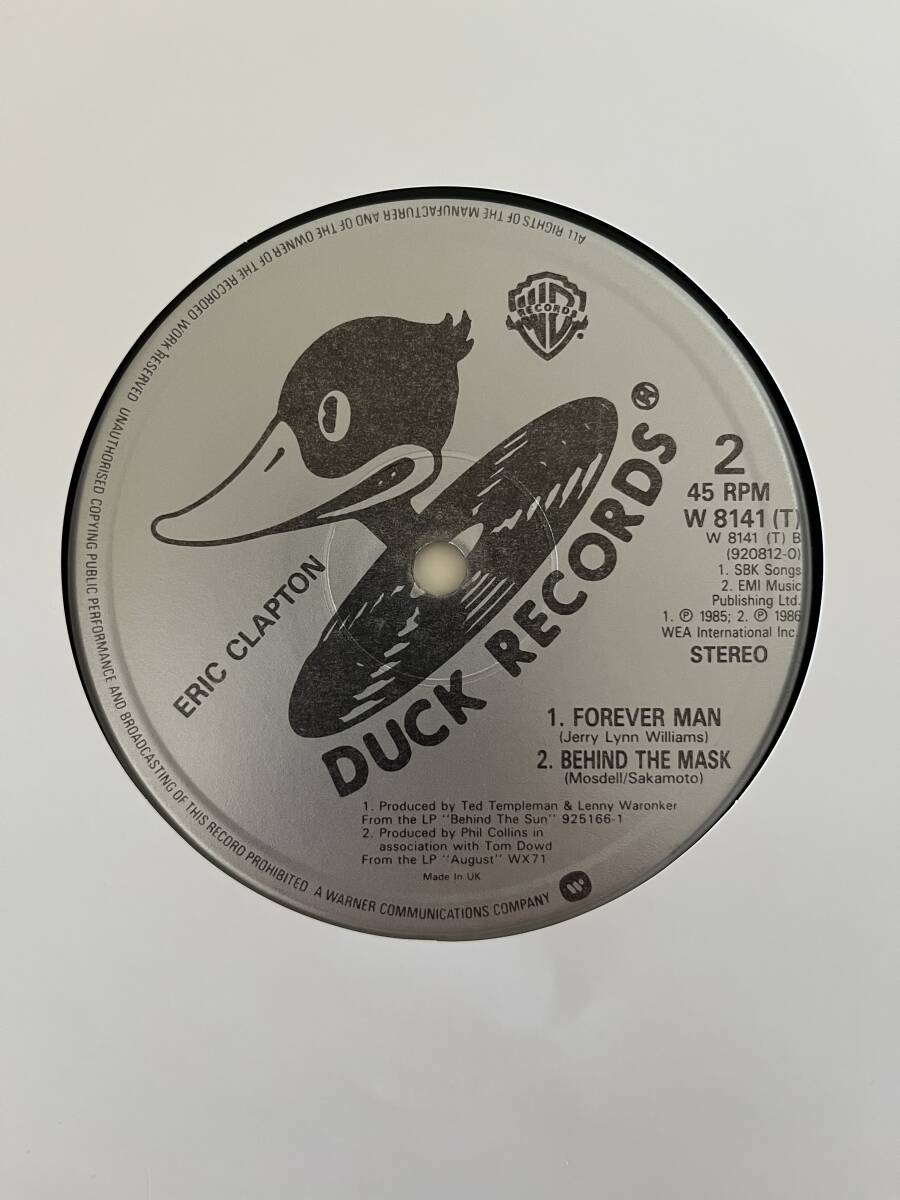 ALL RIGHTS OF THE MANUFACTURER AND OF THE OWNER OF THE RECORDED WORK RESERVED UNAUTHORISED COPYING PUBLIC PERFORMANCE AND BROADCASTING OF THIS RECORD PROHIBITED. A WARNER COMMUNICATIONS COMPANY
RECORDS
DUCK RECORDS®
ERIC CLAPTON
2
45 RPM
W 8141 (T)
W 8141 (T) B
(920812-0)
1. SBK Songs
2. EMI Music
Publishing Ltd.
1. ℗ 1985; 2. ℗ 1986
WEA International Inc.
STEREO
1. FOREVER MAN
(Jerry Lynn Williams)
2. BEHIND THE MASK
(Mosdell/Sakamoto)
1. Produced by Ted Templeman & Lenny Waronker
From the LP "Behind The Sun" 925166-1
2. Produced by Phil Collins in
association with Tom Dowd
From the LP "August" WX71
Made In UK